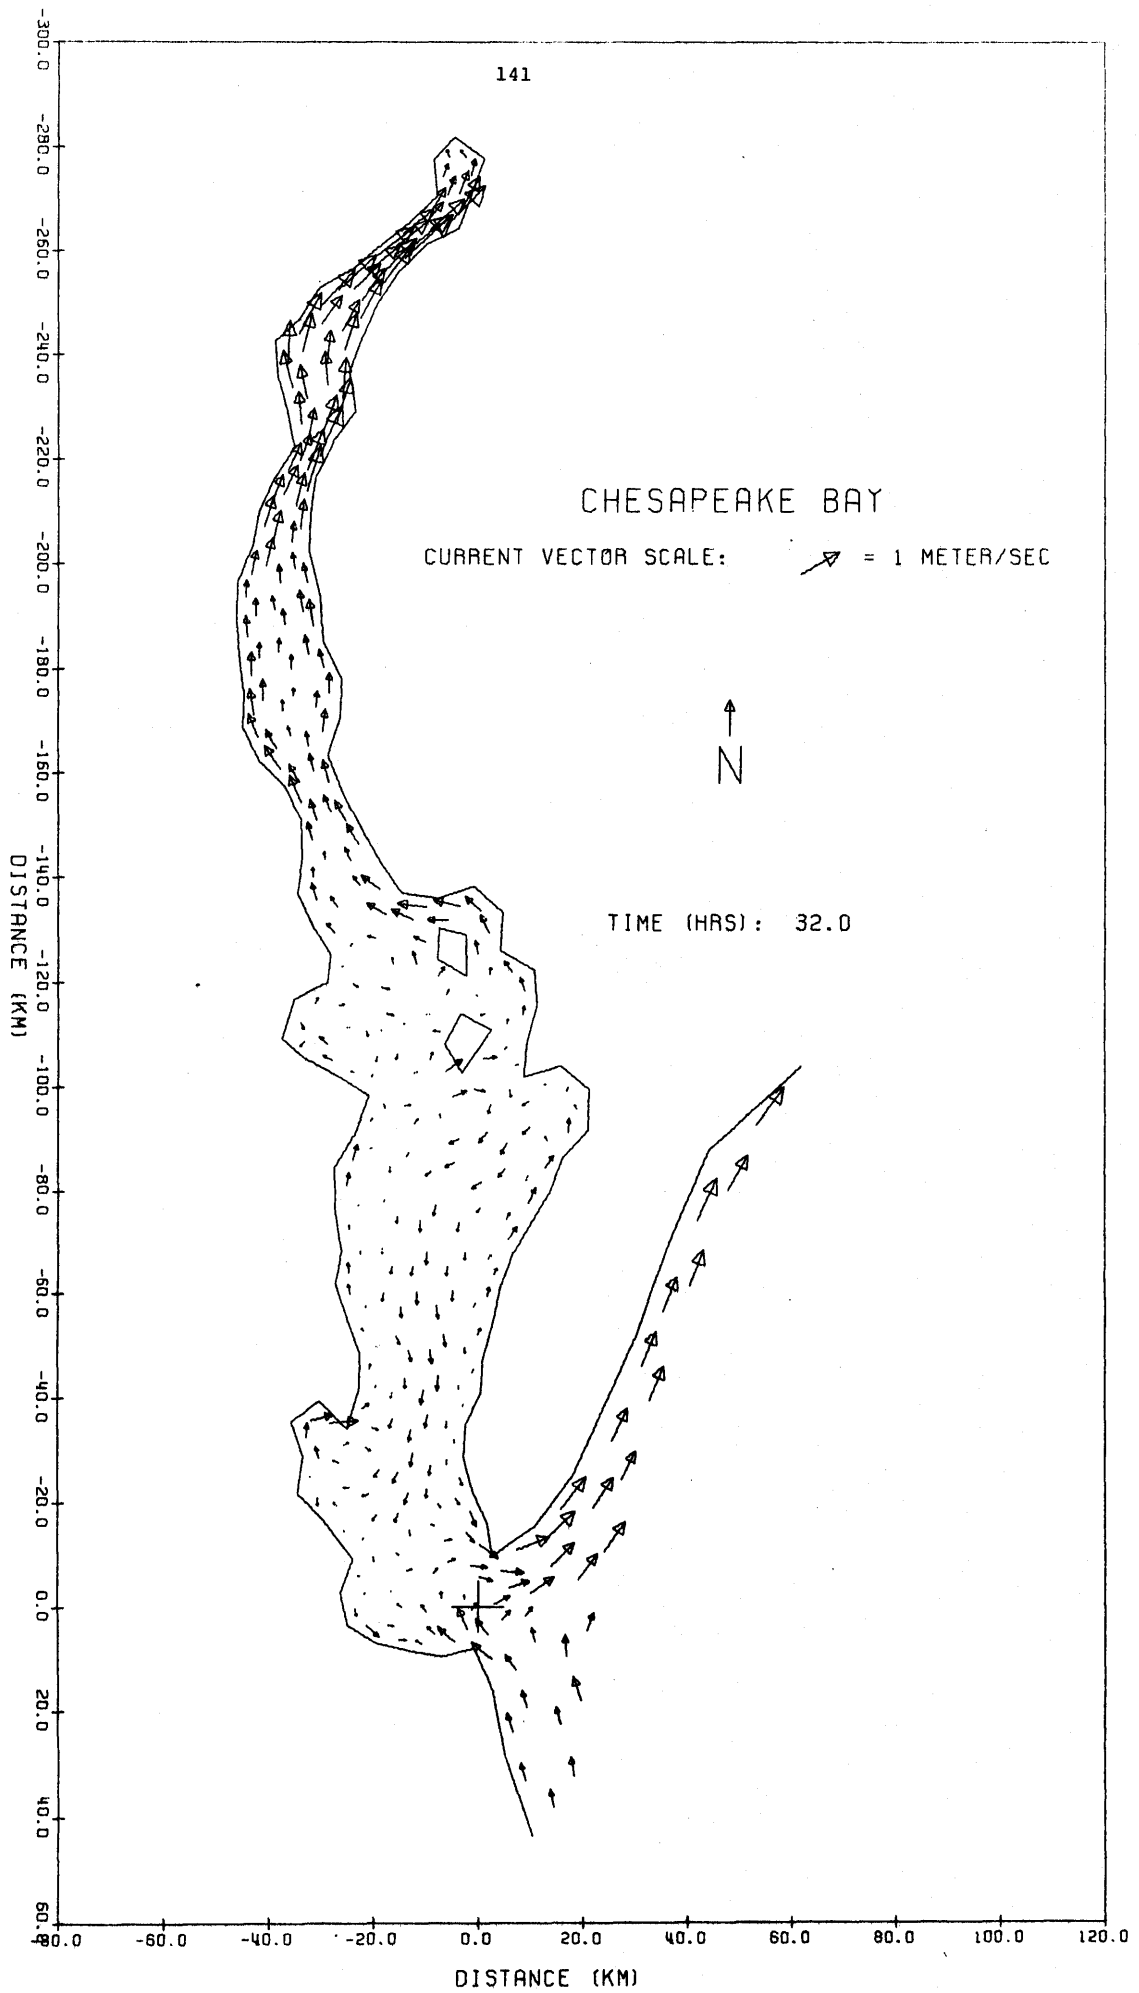 141
-300.0
-280.0
-260.0
-240.0
-220.0
-200.0
-180.0
-160.0
-140.0
-120.0
-100.0
-80.0
-60.0
-40.0
-20.0
0.0
20.0
40.0
60.0
DISTANCE (KM)
CHESAPEAKE BAY
CURRENT VECTOR SCALE: = 1 METER/SEC
N
TIME (HRS): 32.0
-80.0 -60.0 -40.0 -20.0 0.0 20.0 40.0 60.0 80.0 100.0 120.0
DISTANCE (KM)